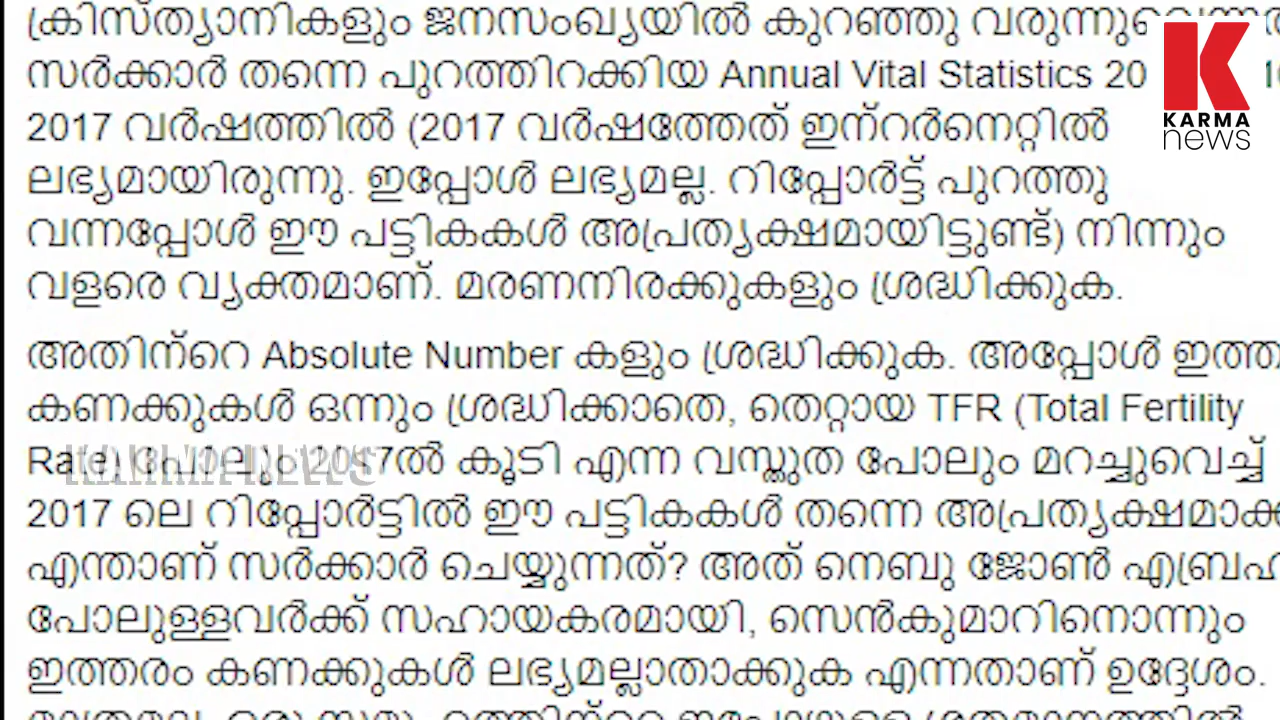 ക്രിസ്ത്യാനികളും ജനസംഖ്യയിൽ കുറഞ്ഞു
സർക്കാർ തന്നെ പുറത്തിറക്കിയ Annual Vital Statistics 20
2017 വർഷത്തിൽ (2017 വർഷത്തേത് ഇന്റർനെറ്റിൽ
ലഭ്യമായിരുന്നു. ഇപ്പോൾ ലഭ്യമല്ല. റിപ്പോർട്ട് പുറത്തു
വന്നപ്പോൾ ഈ പട്ടികകൾ അപ്രത്യക്ഷമായിട്ടുണ്ട്) നിന്നും
വളരെ വ്യക്തമാണ്. മരണനിരക്കുകളും ശ്രദ്ധിക്കുക.
അതിന്റെ Absolute Number കളും ശ്രദ്ധിക്കുക. അപ്പോൾ
കണക്കുകൾ ഒന്നും ശ്രദ്ധിക്കാതെ, തെറ്റായ TFR (Total Fertility
Rate) പോലും 2017ൽ കൂടി എന്ന വസ്തുത പോലും മറച്ചുവെച്ച്
2017 ലെ റിപ്പോർട്ടിൽ ഈ പട്ടികകൾ തന്നെ
എന്താണ് സർക്കാർ ചെയ്യുന്നത്? അത് നെബു ജോൺ
പോലുള്ളവർക്ക് സഹായകരമായി, സെൻകുമാറിനൊന്നും
ഇത്തരം കണക്കുകൾ ലഭ്യമല്ലാതാക്കുക എന്നതാണ് ഉദ്ദേശം.
KARMA
news